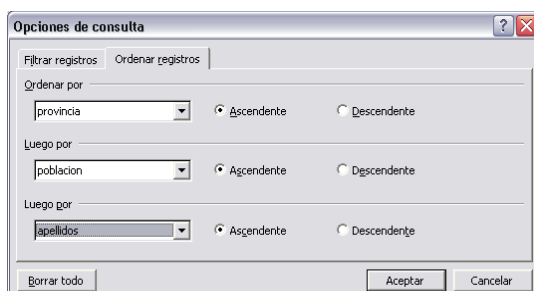 Opciones de consulta
Filtrar registros Ordenar registros
Ordenar por
provincia Ascendente Descendente
Luego por
poblacion Ascendente Descendente
Luego por
apellidos Ascendente Descendente
Borrar todo Aceptar Cancelar